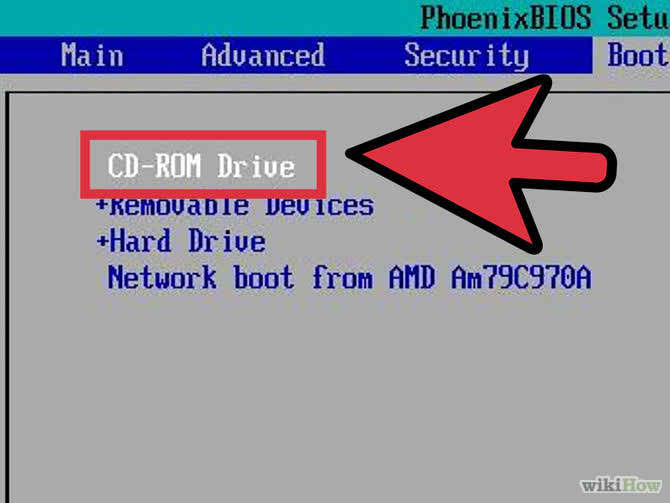 PhoenixBIOS Setu
Main Advanced Security Boot
CD-ROM Drive
+Removable Devices
+Hard Drive
Network boot from AMD Am79C970A
wikiHow